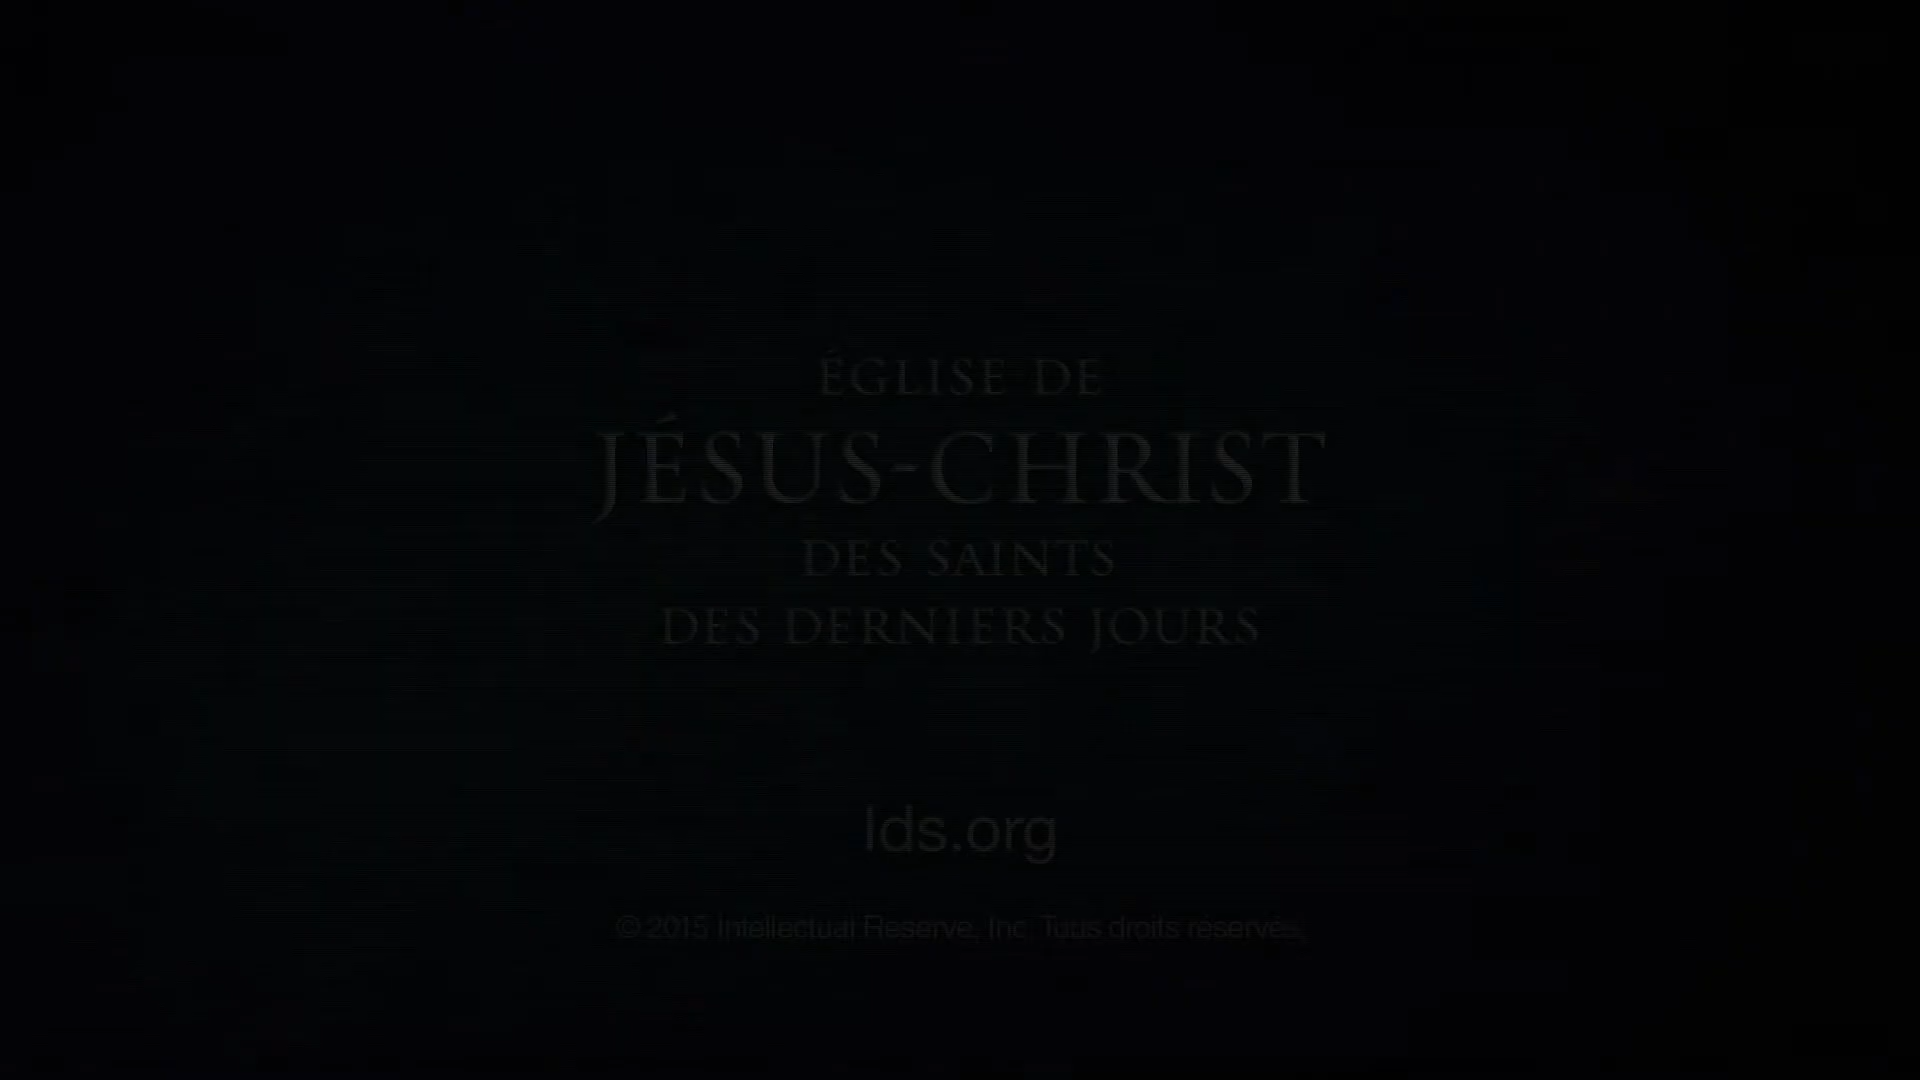 ÉGLISE DE
JÉSUS-CHRIST
DES SAINTS
DES DERNIERS JOURS
lds.org
© 2015 Intellectual Reserve, Inc. Tous droits réservés.